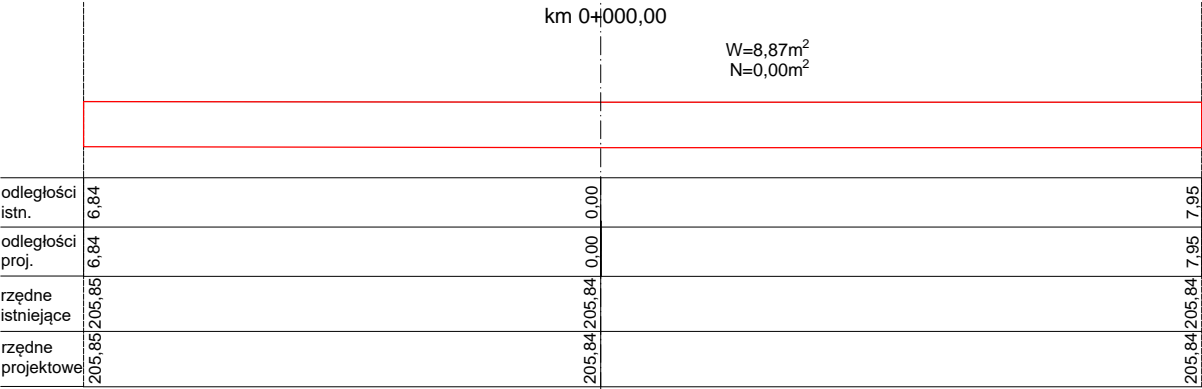 km 0+000,00
W=8,87m²
N=0,00m²
odległości
istn.
6,84
0,00
7,95
odległości
proj.
6,84
0,00
7,95
rzędne
istniejące
205,85
205,84
205,84
rzędne
projektowe
205,85
205,84
205,84